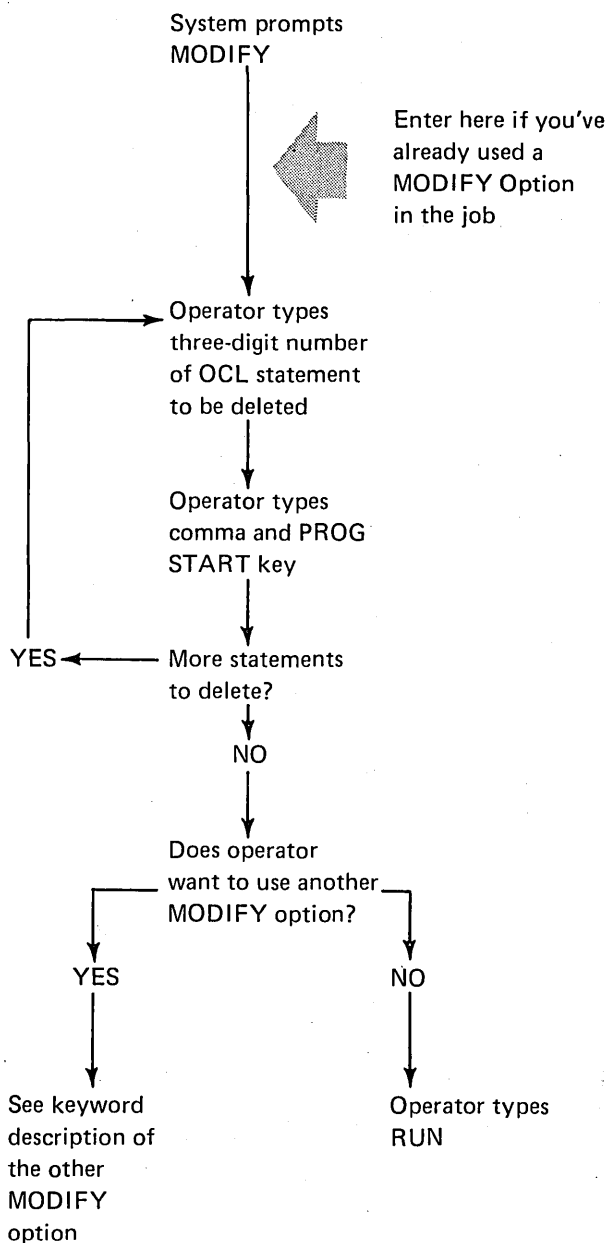 System prompts
MODIFY
Enter here if you've
already used a
MODIFY Option
in the job
Operator types
three-digit number
of OCL statement
to be deleted
Operator types
comma and PROG
START key
YES
More statements
to delete?
NO
Does operator
want to use another
MODIFY option?
YES
NO
See keyword
description of
the other
MODIFY
option
Operator types
RUN